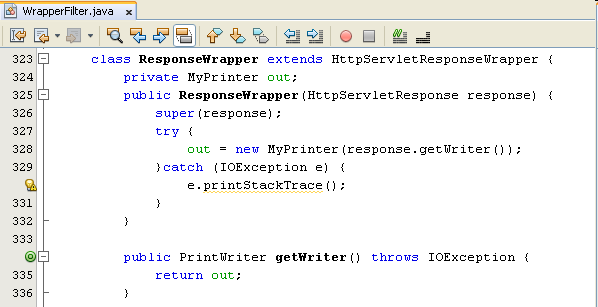 WrapperFilter.java
323 class ResponseWrapper extends HttpServletResponseWrapper {
324 private MyPrinter out;
325 public ResponseWrapper(HttpServletResponse response) {
326 super(response);
327 try {
328 out = new MyPrinter(response.getWriter());
329 }catch (IOException e) {
e.printStackTrace();
331 }
332 }
333
public PrintWriter getWriter() throws IOException {
335 return out;
336 }